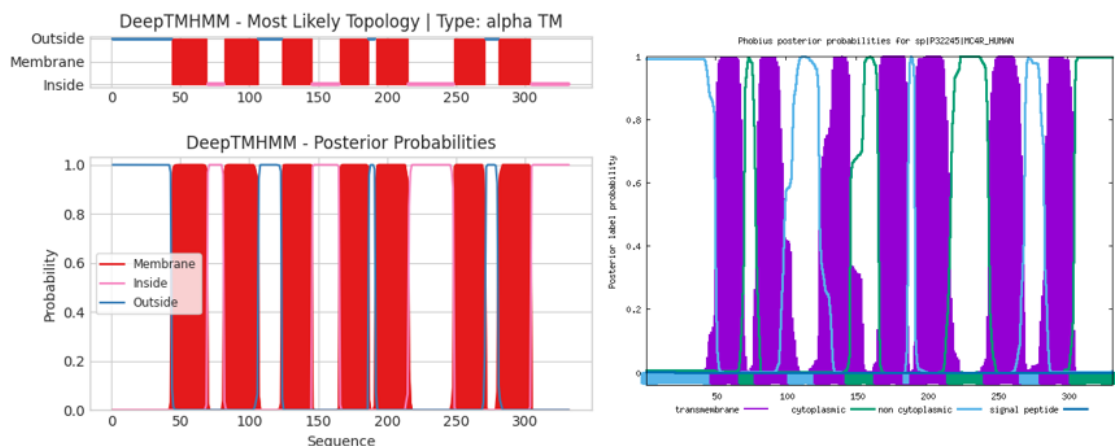 DeepTMHMM - Most Likely Topology | Type: alpha TM
Outside
Membrane
Inside
0 50 100 150 200 250 300
DeepTMHMM - Posterior Probabilities
1.0
0.8
0.6
0.4
0.2
0.0
Probability
Membrane
Inside
Outside
0 50 100 150 200 250 300
Sequence
Phobius posterior probabilities for sp|P32245|MC4R_HUMAN
1
0.8
0.6
0.4
0.2
0
Posterior label probability
50 100 150 200 250 300
transmembrane cytoplasmic non cytoplasmic signal peptide